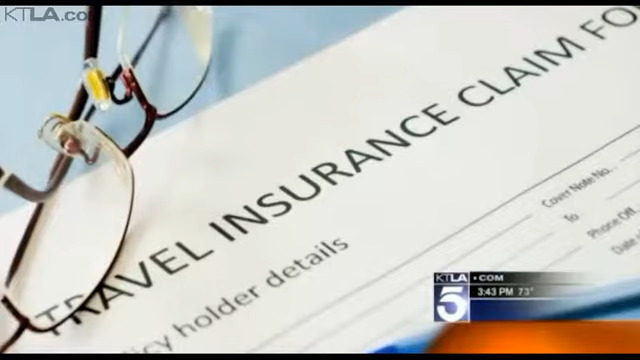 KTLA.com
TRAVEL INSURANCE CLAIM FO
holder details
Cover Note No.
To
Phone Off.
KTLA.COM
5
3:43 PM 73°